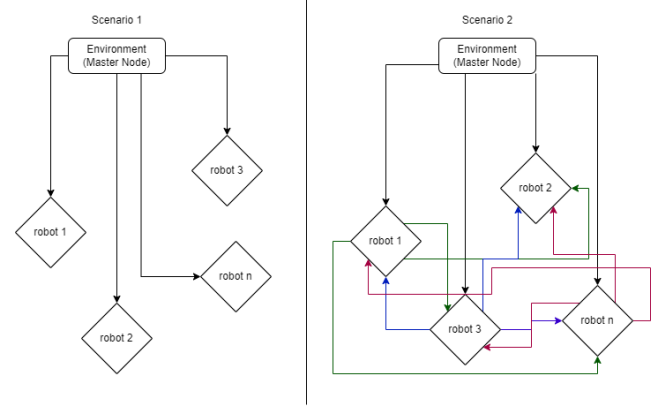 Scenario 1
Environment
(Master Node)
robot 3
robot 1
robot n
robot 2
Scenario 2
Environment
(Master Node)
robot 2
robot 1
robot n
robot 3